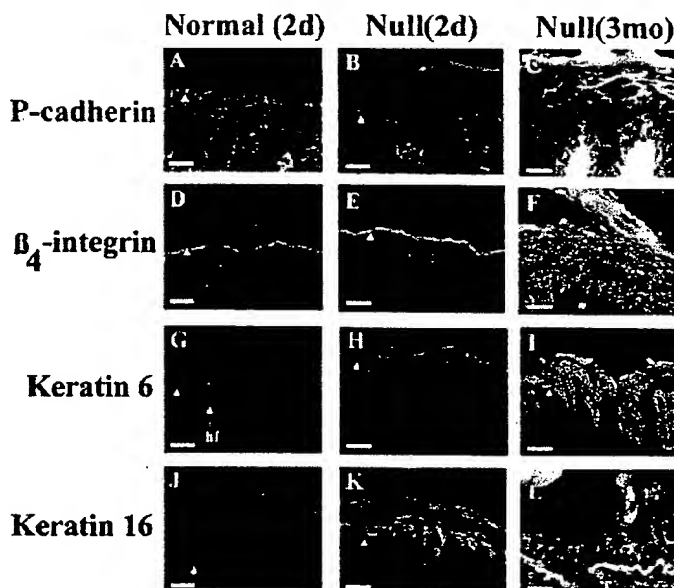 Normal (2d) Null(2d) Null(3mo)
P-cadherin
A B C
ß4-integrin
D E F
Keratin 6
G H I
hf
Keratin 16
J K L